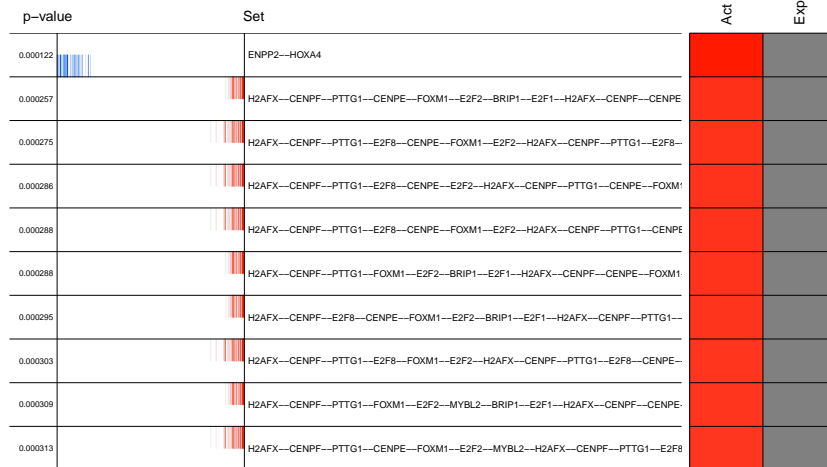 p−value Set Act Exp
0.000122 ENPP2−−HOXA4
0.000257 H2AFX−−CENPF−−PTTG1−−CENPE−−FOXM1−−E2F2−−BRIP1−−E2F1−−H2AFX−−CENPF−−CENPE
0.000275 H2AFX−−CENPF−−PTTG1−−E2F8−−CENPE−−FOXM1−−E2F2−−H2AFX−−CENPF−−PTTG1−−E2F8−
0.000286 H2AFX−−CENPF−−PTTG1−−E2F8−−CENPE−−E2F2−−H2AFX−−CENPF−−PTTG1−−CENPE−−FOXM1
0.000288 H2AFX−−CENPF−−PTTG1−−E2F8−−CENPE−−FOXM1−−E2F2−−H2AFX−−CENPF−−PTTG1−−CENPE
0.000288 H2AFX−−CENPF−−PTTG1−−FOXM1−−E2F2−−BRIP1−−E2F1−−H2AFX−−CENPF−−CENPE−−FOXM1−
0.000295 H2AFX−−CENPF−−E2F8−−CENPE−−FOXM1−−E2F2−−BRIP1−−E2F1−−H2AFX−−CENPF−−PTTG1−−
0.000303 H2AFX−−CENPF−−PTTG1−−E2F8−−FOXM1−−E2F2−−H2AFX−−CENPF−−PTTG1−−E2F8−−CENPE−
0.000309 H2AFX−−CENPF−−PTTG1−−FOXM1−−E2F2−−MYBL2−−BRIP1−−E2F1−−H2AFX−−CENPF−−CENPE
0.000313 H2AFX−−CENPF−−PTTG1−−CENPE−−FOXM1−−E2F2−−MYBL2−−H2AFX−−CENPF−−PTTG1−−E2F8